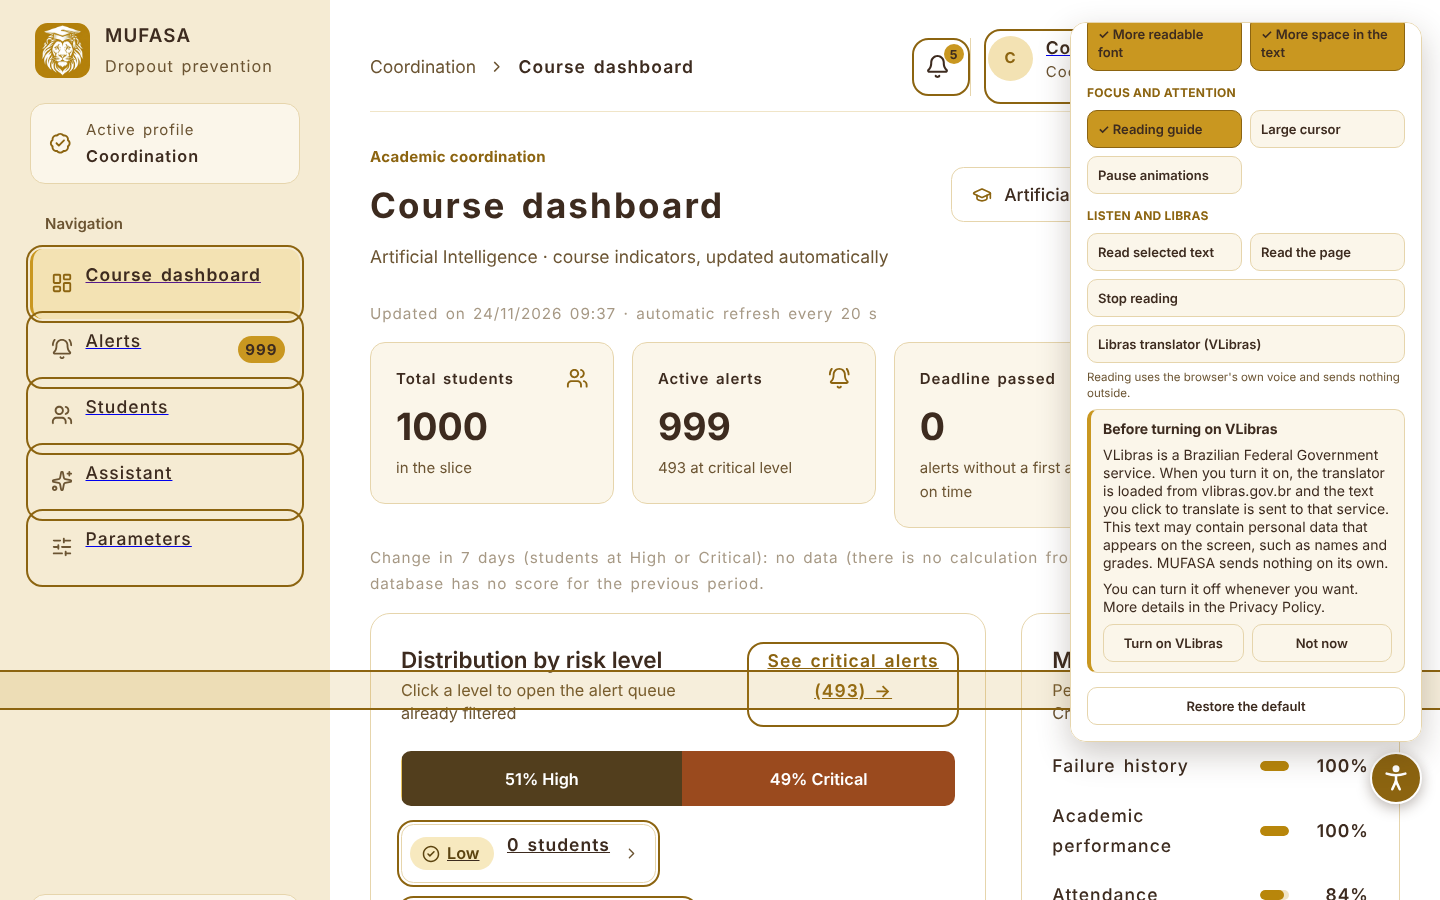 MUFASA
Dropout prevention
Active profile
Coordination
Navigation
Course dashboard
Alerts
999
Students
Assistant
Parameters
Coordination > Course dashboard
5
C
Academic coordination
Course dashboard
Artificial Intelligence · course indicators, updated automatically
Updated on 24/11/2026 09:37 · automatic refresh every 20 s
Total students
1000
in the slice
Active alerts
999
493 at critical level
Deadline passed
0
alerts without a first
on time
Change in 7 days (students at High or Critical): no data (there is no calculation
database has no score for the previous period.
Distribution by risk level
Click a level to open the alert queue
already filtered
See critical alerts
(493) →
51% High
49% Critical
Low
0 students
Failure history
100%
Academic
performance
100%
Attendance
84%
✓ More readable
font
✓ More space in the
text
FOCUS AND ATTENTION
✓ Reading guide
Large cursor
Pause animations
LISTEN AND LIBRAS
Read selected text
Read the page
Stop reading
Libras translator (VLibras)
Reading uses the browser's own voice and sends nothing
outside.
Before turning on VLibras
VLibras is a Brazilian Federal Government
service. When you turn it on, the translator
is loaded from vlibras.gov.br and the text
you click to translate is sent to that service.
This text may contain personal data that
appears on the screen, such as names and
grades. MUFASA sends nothing on its own.
You can turn it off whenever you want.
More details in the Privacy Policy.
Turn on VLibras
Not now
Restore the default